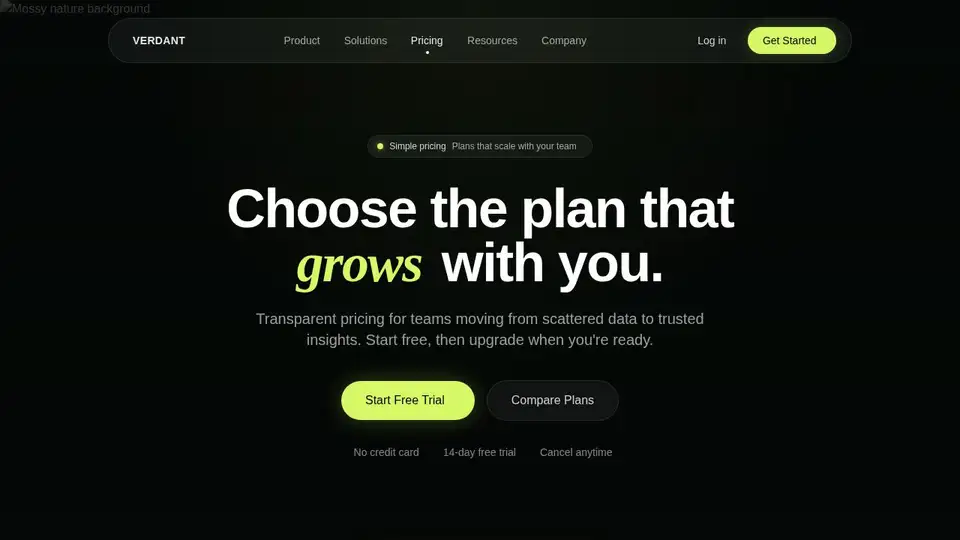 Mossy nature background
VERDANT
Product
Solutions
Pricing
Resources
Company
Log in
Get Started
Simple pricing Plans that scale with your team
Choose the plan that
grows with you.
Transparent pricing for teams moving from scattered data to trusted
insights. Start free, then upgrade when you're ready.
Start Free Trial
Compare Plans
No credit card
14-day free trial
Cancel anytime